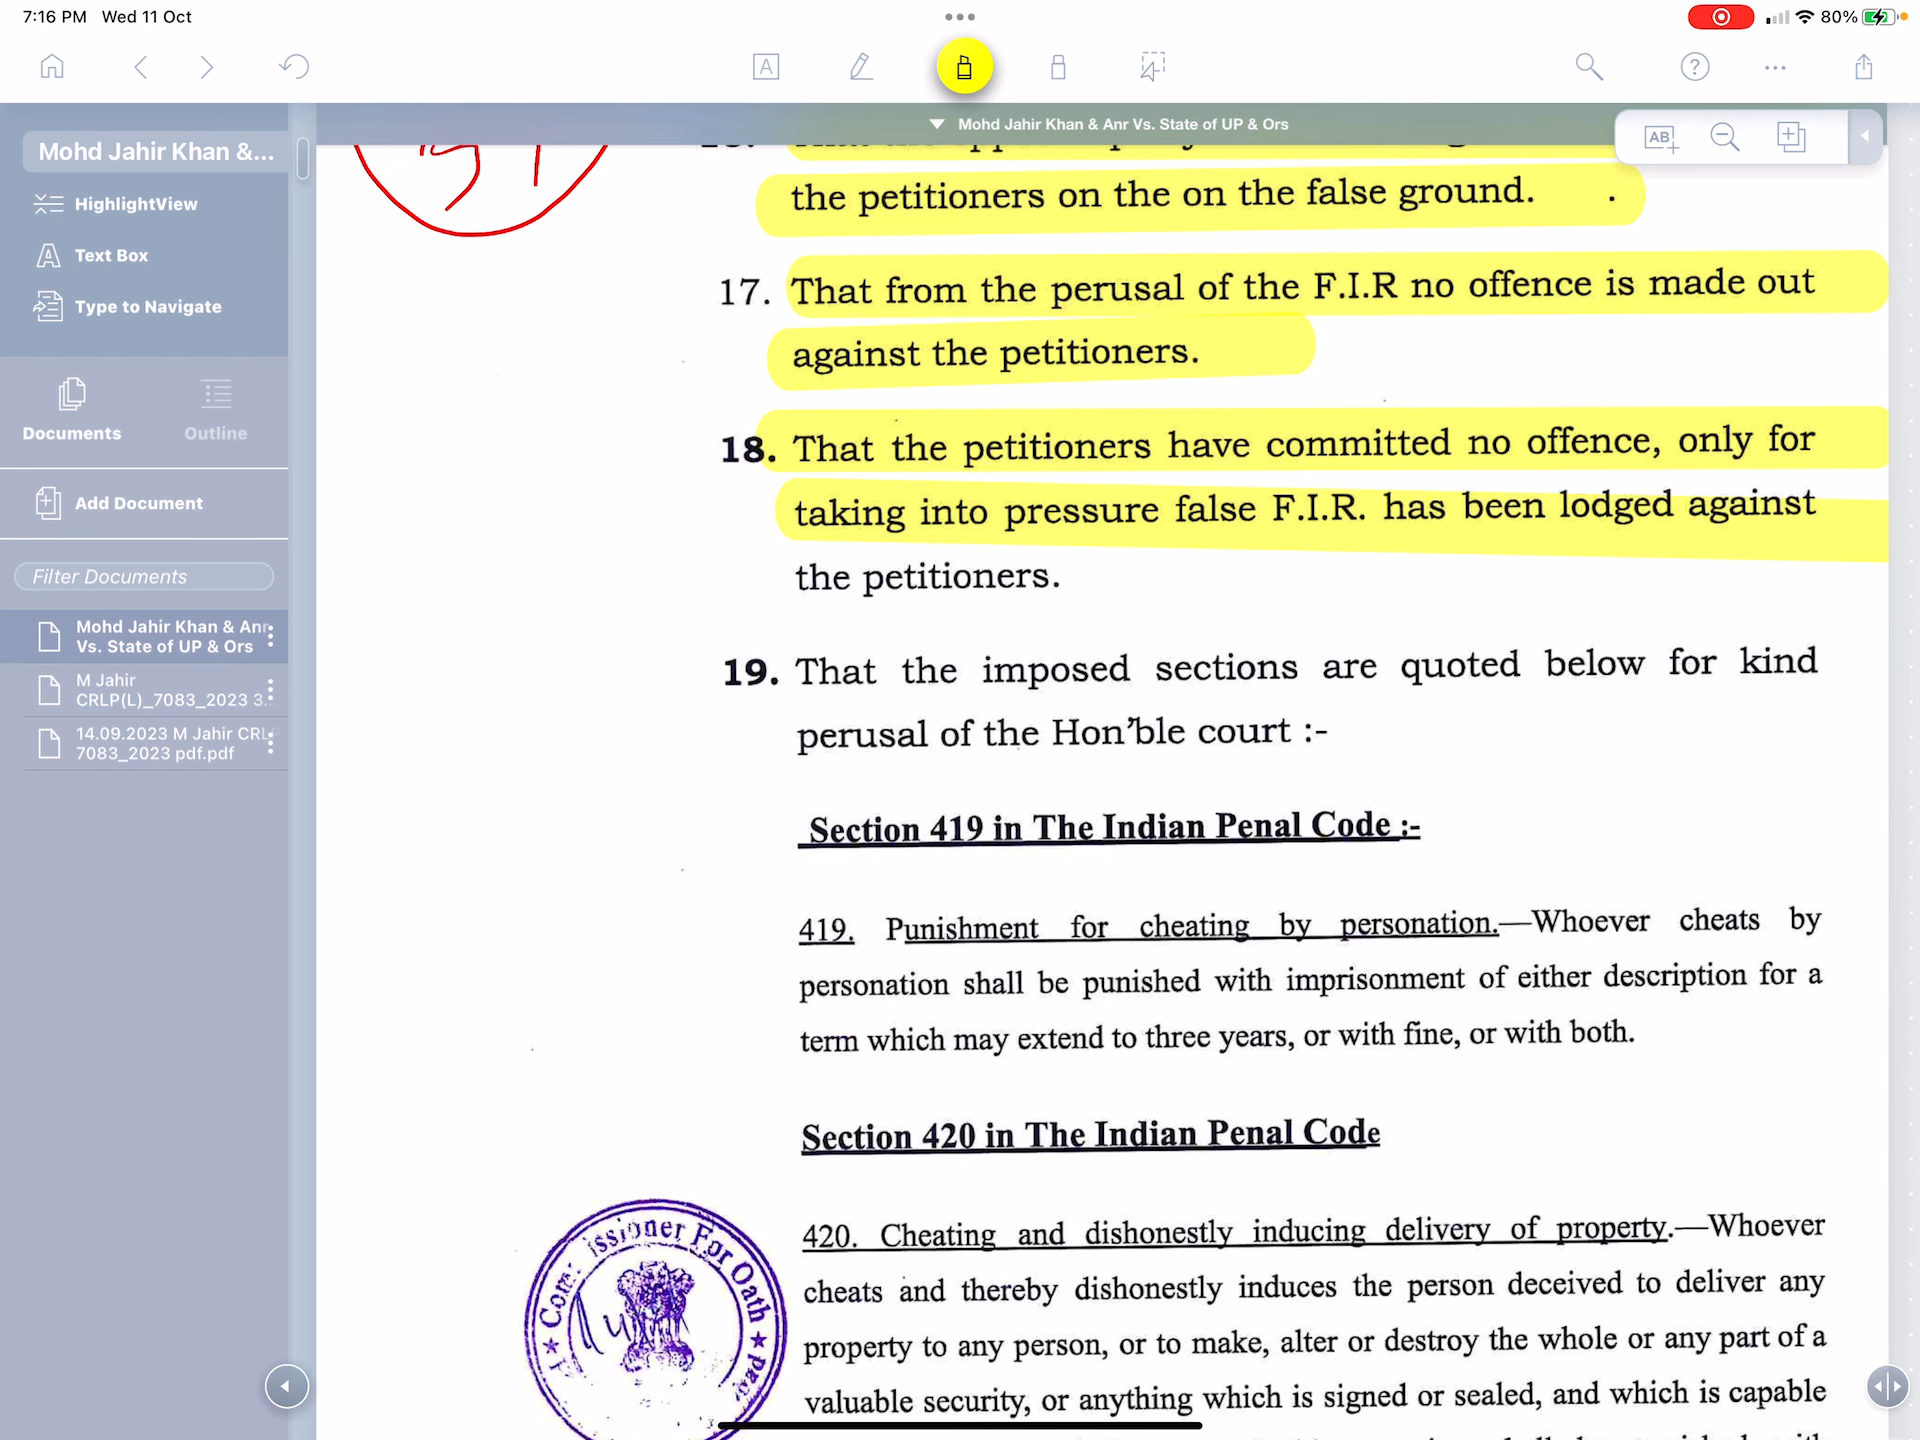 7:16 PM Wed 11 Oct
80%
Mohd Jahir Khan & Anr Vs. State of UP & Ors
Mohd Jahir Khan &...
HighlightView
Text Box
Type to Navigate
Documents
Outline
Add Document
Filter Documents
Mohd Jahir Khan & Anr
Vs. State of UP & Ors
M Jahir
CRLP(L)_7083_2023 3...
14.09.2023 M Jahir CRLP
7083_2023 pdf.pdf
the petitioners on the on the false ground.
17. That from the perusal of the F.I.R no offence is made out
against the petitioners.
18. That the petitioners have committed no offence, only for
taking into pressure false F.I.R. has been lodged against
the petitioners.
19. That the imposed sections are quoted below for kind
perusal of the Hon'ble court :-
Section 419 in The Indian Penal Code :-
419. Punishment for cheating by personation.—Whoever cheats by
personation shall be punished with imprisonment of either description for a
term which may extend to three years, or with fine, or with both.
Section 420 in The Indian Penal Code
420. Cheating and dishonestly inducing delivery of property.—Whoever
cheats and thereby dishonestly induces the person deceived to deliver any
property to any person, or to make, alter or destroy the whole or any part of a
valuable security, or anything which is signed or sealed, and which is capable
issioner For Oath